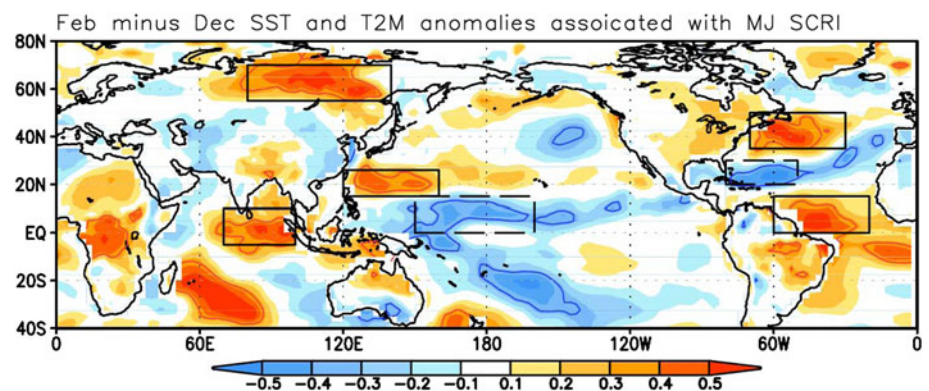 Feb minus Dec SST and T2M anomalies assoicated with MJ SCRI
80N
60N
40N
20N
EQ
20S
40S
0 60E 120E 180 120W 60W 0
-0.5 -0.4 -0.3 -0.2 -0.1 0.1 0.2 0.3 0.4 0.5